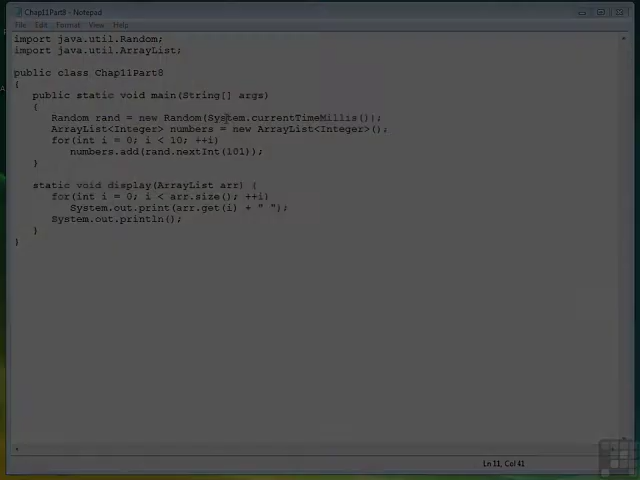 Chap11Part8 - Notepad
File Edit Format View Help
import java.util.Random;
import java.util.ArrayList;
public class Chap11Part8
{
public static void main(String[] args)
{
Random rand = new Random(System.currentTimeMillis());
ArrayList<Integer> numbers = new ArrayList<Integer>();
for(int i = 0; i < 10; ++i)
numbers.add(rand.nextInt(101));
}
static void display(ArrayList arr) {
for(int i = 0; i < arr.size(); ++i)
System.out.print(arr.get(i) + " ");
System.out.println();
}
}
Ln 11, Col 41